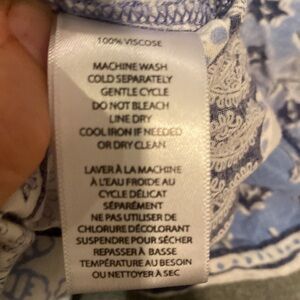 100% VISCOSE
MACHINE WASH
COLD SEPARATELY
GENTLE CYCLE
DO NOT BLEACH
LINE DRY
COOL IRON IF NEEDED
OR DRY CLEAN
LAVER À LA MACHINE
À L'EAU FROIDE AU
CYCLE DÉLICAT
SÉPARÉMENT
NE PAS UTILISER DE
CHLORURE DÉCOLORANT
SUSPENDRE POUR SÉCHER
REPASSER À BASSE
TEMPÉRATURE AU BESOIN
OU NETTOYER À SEC